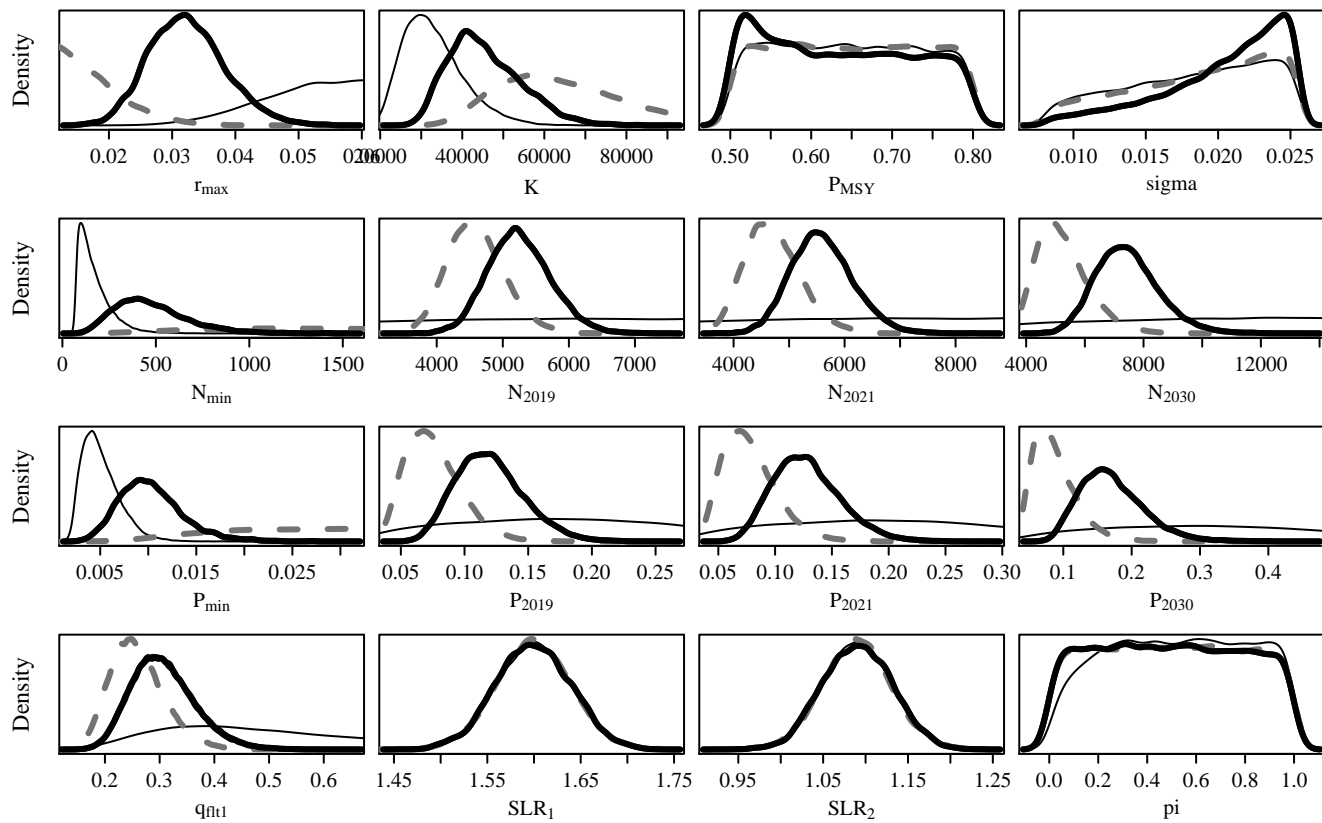 Density
0.02 0.03 0.04 0.05 0.06
r_max
20000 40000 60000 80000
K
0.50 0.60 0.70 0.80
P_MSY
0.010 0.015 0.020 0.025
sigma
Density
0 500 1000 1500
N_min
4000 5000 6000 7000
N_2019
4000 6000 8000
N_2021
4000 8000 12000
N_2030
Density
0.005 0.015 0.025
P_min
0.05 0.10 0.15 0.20 0.25
P_2019
0.05 0.10 0.15 0.20 0.25 0.30
P_2021
0.1 0.2 0.3 0.4
P_2030
Density
0.2 0.3 0.4 0.5 0.6
q_flt1
1.45 1.55 1.65 1.75
SLR_1
0.95 1.05 1.15 1.25
SLR_2
0.0 0.2 0.4 0.6 0.8 1.0
pi